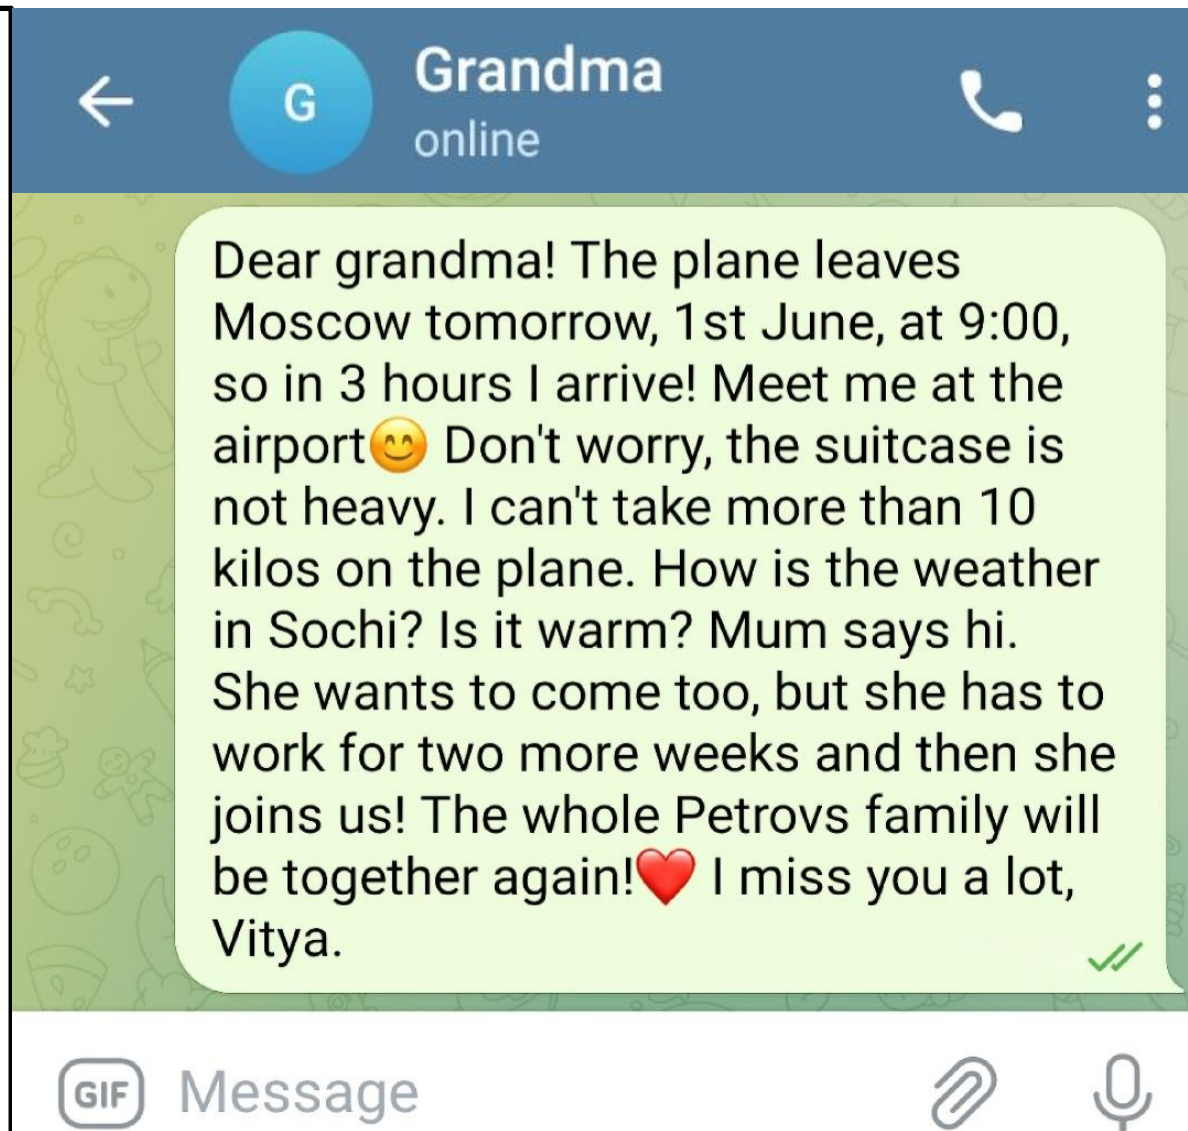 Grandma
G
online
Dear grandma! The plane leaves
Moscow tomorrow, 1st June, at 9:00,
so in 3 hours I arrive! Meet me at the
airport😊 Don't worry, the suitcase is
not heavy. I can't take more than 10
kilos on the plane. How is the weather
in Sochi? Is it warm? Mum says hi.
She wants to come too, but she has to
work for two more weeks and then she
joins us! The whole Petrovs family will
be together again!❤️ I miss you a lot,
Vitya.
GIF Message